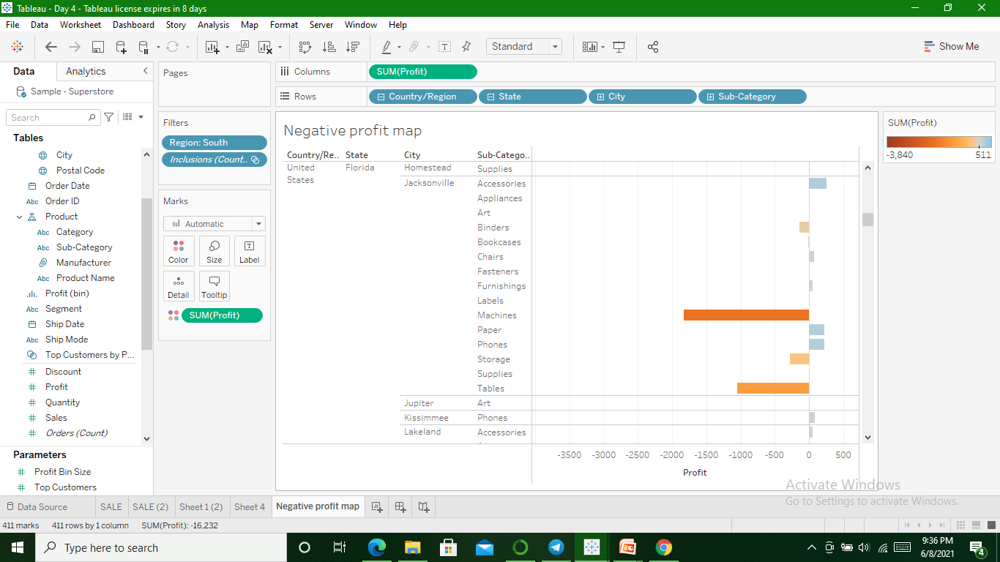 Tableau - Day 4 - Tableau license expires in 8 days
File Data Worksheet Dashboard Story Analysis Map Format Server Window Help
Standard
Show Me
Data Analytics
Sample - Superstore
Search
Tables
City
Postal Code
Order Date
Abc Order ID
Product
Abc Category
Abc Sub-Category
Manufacturer
Abc Product Name
Profit (bin)
Abc Segment
Ship Date
Abc Ship Mode
Top Customers by P...
# Discount
# Profit
# Quantity
# Sales
# Orders (Count)
Parameters
# Profit Bin Size
# Top Customers
Pages
Filters
Region: South
Inclusions (Count..
Marks
Automatic
Color Size Label
Detail Tooltip
SUM(Profit)
Columns SUM(Profit)
Rows Country/Region State City Sub-Category
Negative profit map
Country/Re.. State City Sub-Catego..
United States Florida Homestead Supplies
Jacksonville Accessories
Appliances
Art
Binders
Bookcases
Chairs
Fasteners
Furnishings
Labels
Machines
Paper
Phones
Storage
Supplies
Tables
Jupiter Art
Kissimmee Phones
Lakeland Accessories
-3500 -3000 -2500 -2000 -1500 -1000 -500 0 500
Profit
SUM(Profit)
-3,840 511
Activate Windows
Go to Settings to activate Windows.
Data Source SALE SALE (2) Sheet 1 (2) Sheet 4 Negative profit map
411 marks 411 rows by 1 column SUM(Profit): -16,232
Type here to search
9:36 PM
6/8/2021
4